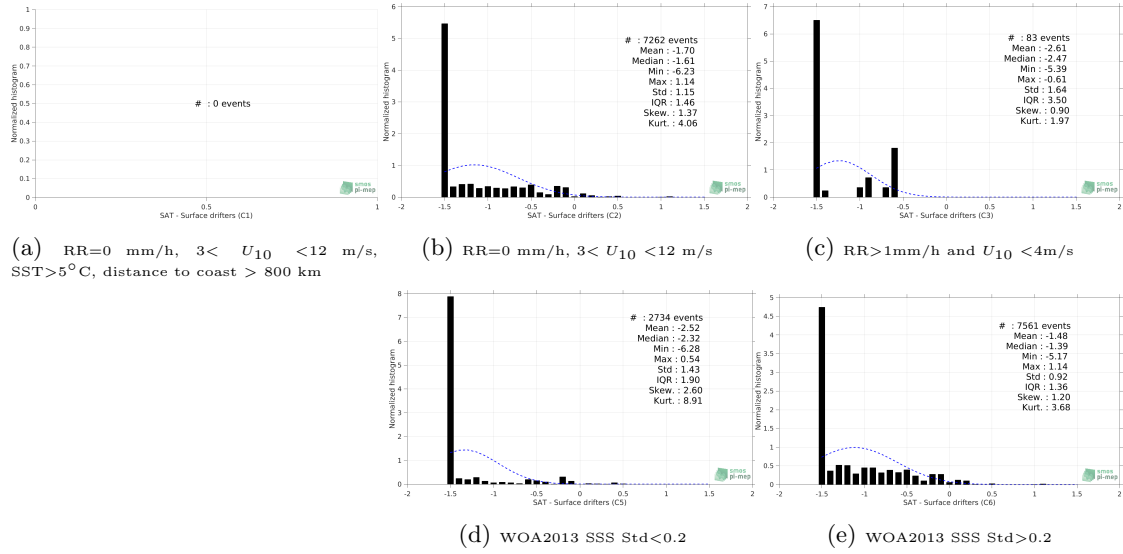 1
0.9
0.8
0.7
0.6
0.5
0.4
0.3
0.2
0.1
0
Normalized histogram
# : 0 events
smos
pi-mep
0 0.5 1
SAT - Surface drifters (C1)
(a) RR=0 mm/h, 3< U10 <12 m/s,
SST>5°C, distance to coast > 800 km
6
5
4
3
2
1
0
Normalized histogram
# : 7262 events
Mean : -1.70
Median : -1.61
Min : -6.23
Max : 1.14
Std : 1.15
IQR : 1.46
Skew. : 1.37
Kurt. : 4.06
smos
pi-mep
-2 -1.5 -1 -0.5 0 0.5 1 1.5 2
SAT - Surface drifters (C2)
(b) RR=0 mm/h, 3< U10 <12 m/s
7
6
5
4
3
2
1
0
Normalized histogram
# : 83 events
Mean : -2.61
Median : -2.47
Min : -5.39
Max : -0.61
Std : 1.64
IQR : 3.50
Skew. : 0.90
Kurt. : 1.97
smos
pi-mep
-2 -1.5 -1 -0.5 0 0.5 1 1.5 2
SAT - Surface drifters (C3)
(c) RR>1mm/h and U10 <4m/s
8
7
6
5
4
3
2
1
0
Normalized histogram
# : 2734 events
Mean : -2.52
Median : -2.32
Min : -6.28
Max : 0.54
Std : 1.43
IQR : 1.90
Skew. : 2.60
Kurt. : 8.91
smos
pi-mep
-2 -1.5 -1 -0.5 0 0.5 1 1.5 2
SAT - Surface drifters (C5)
(d) WOA2013 SSS Std<0.2
5
4.5
4
3.5
3
2.5
2
1.5
1
0.5
0
Normalized histogram
# : 7561 events
Mean : -1.48
Median : -1.39
Min : -5.17
Max : 1.14
Std : 0.92
IQR : 1.36
Skew. : 1.20
Kurt. : 3.68
smos
pi-mep
-2 -1.5 -1 -0.5 0 0.5 1 1.5 2
SAT - Surface drifters (C6)
(e) WOA2013 SSS Std>0.2